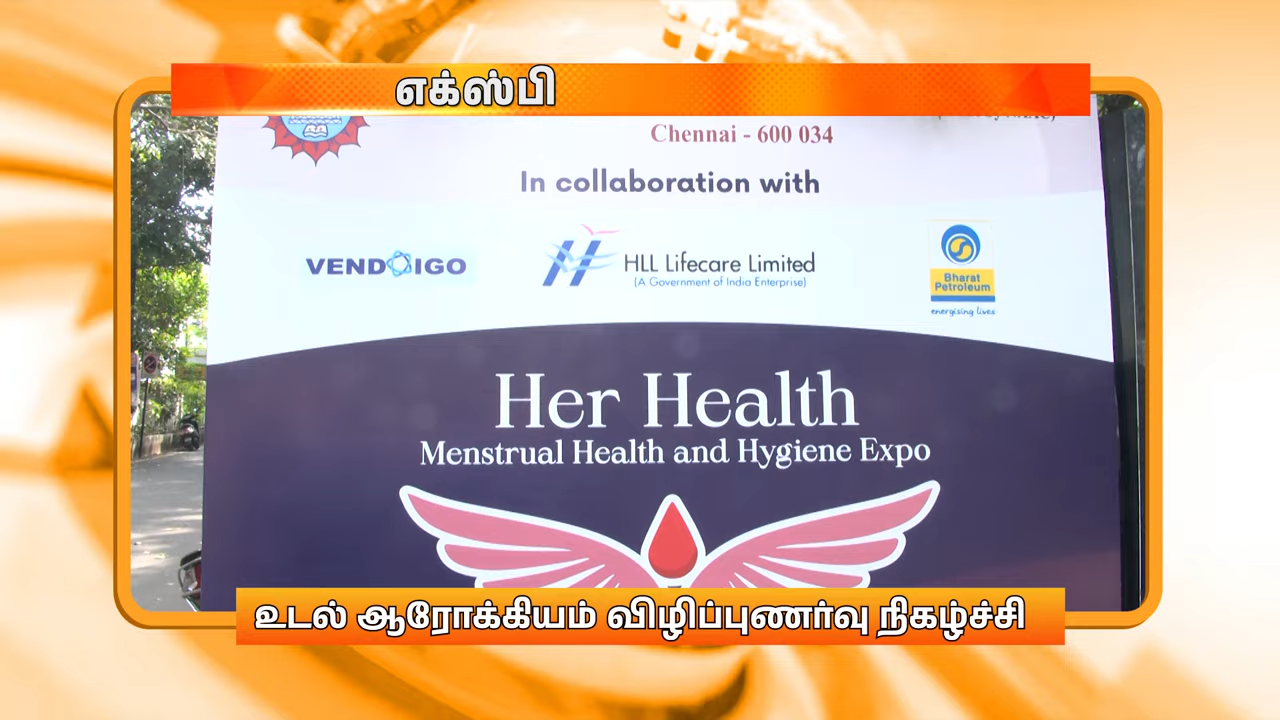 எக்ஸ்பி
Chennai - 600 034
In collaboration with
VENDIGO
HLL Lifecare Limited
(A Government of India Enterprise)
Bharat
Petroleum
energising lives
Her Health
Menstrual Health and Hygiene Expo
உடல் ஆரோக்கியம் விழிப்புணர்வு நிகழ்ச்சி